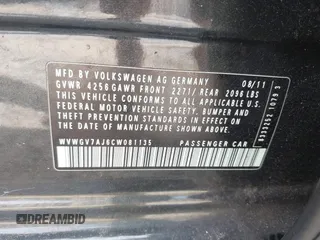 MFD BY VOLKSWAGEN AG GERMANY 08/11
GVWR 4256 GAWR FRONT 2271/ REAR 2096 LBS
THIS VEHICLE CONFORMS TO ALL APPLICABLE
FEDERAL MOTOR VEHICLE SAFETY, BUMPER, AND
THEFT PREVENTION STANDARDS IN EFFECT ON
THE DATE OF MANUFACTURE SHOWN ABOVE.
WVWGV7AJ6CW081135 PASSENGER CAR
DREAMBID